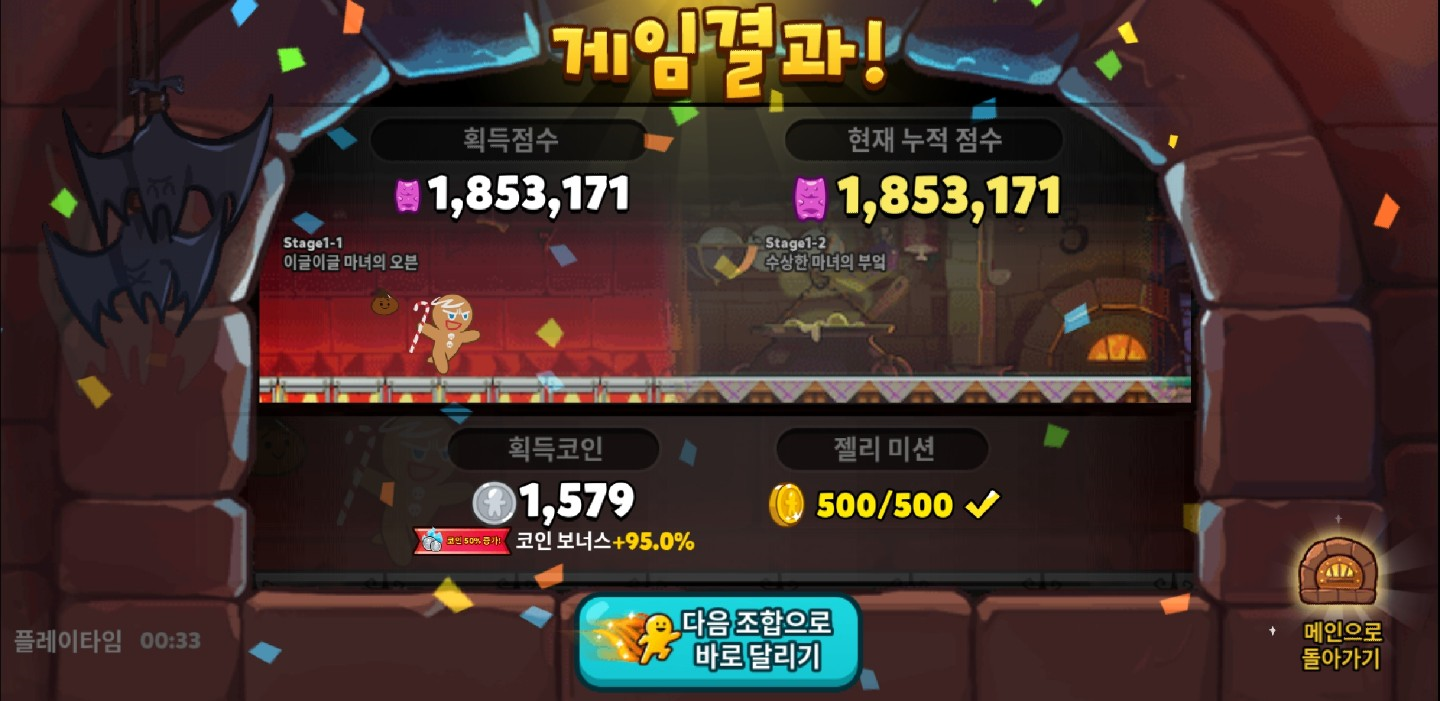 게임결과!
획득점수
1,853,171
현재 누적 점수
1,853,171
Stage1-1
이글이글 마녀의 오븐
Stage1-2
수상한 마녀의 부엌
획득코인
1,579
코인 50% 증가!
코인 보너스+95.0%
젤리 미션
500/500
다음 조합으로
바로 달리기
플레이타임 00:33
메인으로
돌아가기